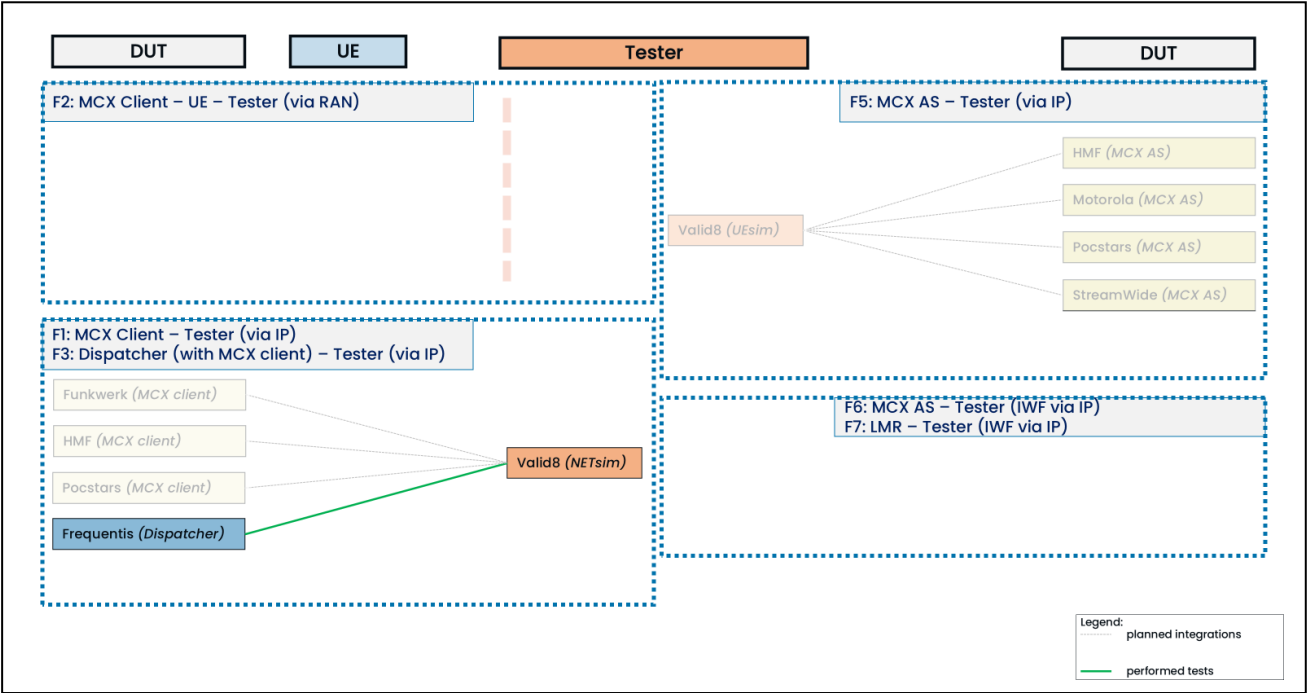 DUT
UE
Tester
DUT
F2: MCX Client – UE – Tester (via RAN)
F5: MCX AS – Tester (via IP)
HMF (MCX AS)
Motorola (MCX AS)
Valid8 (UEsim)
Pocstars (MCX AS)
StreamWide (MCX AS)
F1: MCX Client – Tester (via IP)
F3: Dispatcher (with MCX client) – Tester (via IP)
Funkwerk (MCX client)
HMF (MCX client)
Pocstars (MCX client)
Frequentis (Dispatcher)
Valid8 (NETsim)
F6: MCX AS – Tester (IWF via IP)
F7: LMR – Tester (IWF via IP)
Legend:
planned integrations
performed tests